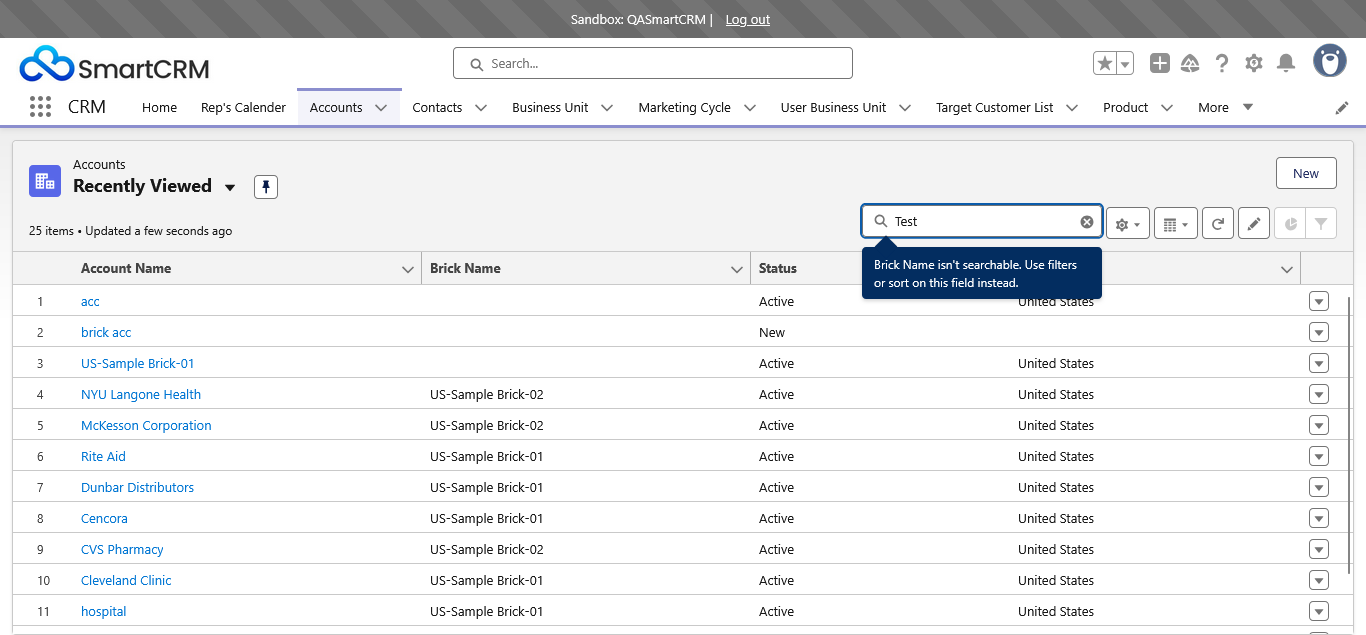 Sandbox: QASmartCRM | Log out
SmartCRM
Search...
CRM Home Rep's Calender Accounts Contacts Business Unit Marketing Cycle User Business Unit Target Customer List Product More
Accounts
Recently Viewed
New
25 items • Updated a few seconds ago
Test
Brick Name isn't searchable. Use filters
or sort on this field instead.
Account Name Brick Name Status
1 acc Active United States
2 brick acc New
3 US-Sample Brick-01 Active United States
4 NYU Langone Health US-Sample Brick-02 Active United States
5 McKesson Corporation US-Sample Brick-02 Active United States
6 Rite Aid US-Sample Brick-01 Active United States
7 Dunbar Distributors US-Sample Brick-01 Active United States
8 Cencora US-Sample Brick-01 Active United States
9 CVS Pharmacy US-Sample Brick-02 Active United States
10 Cleveland Clinic US-Sample Brick-01 Active United States
11 hospital US-Sample Brick-01 Active United States